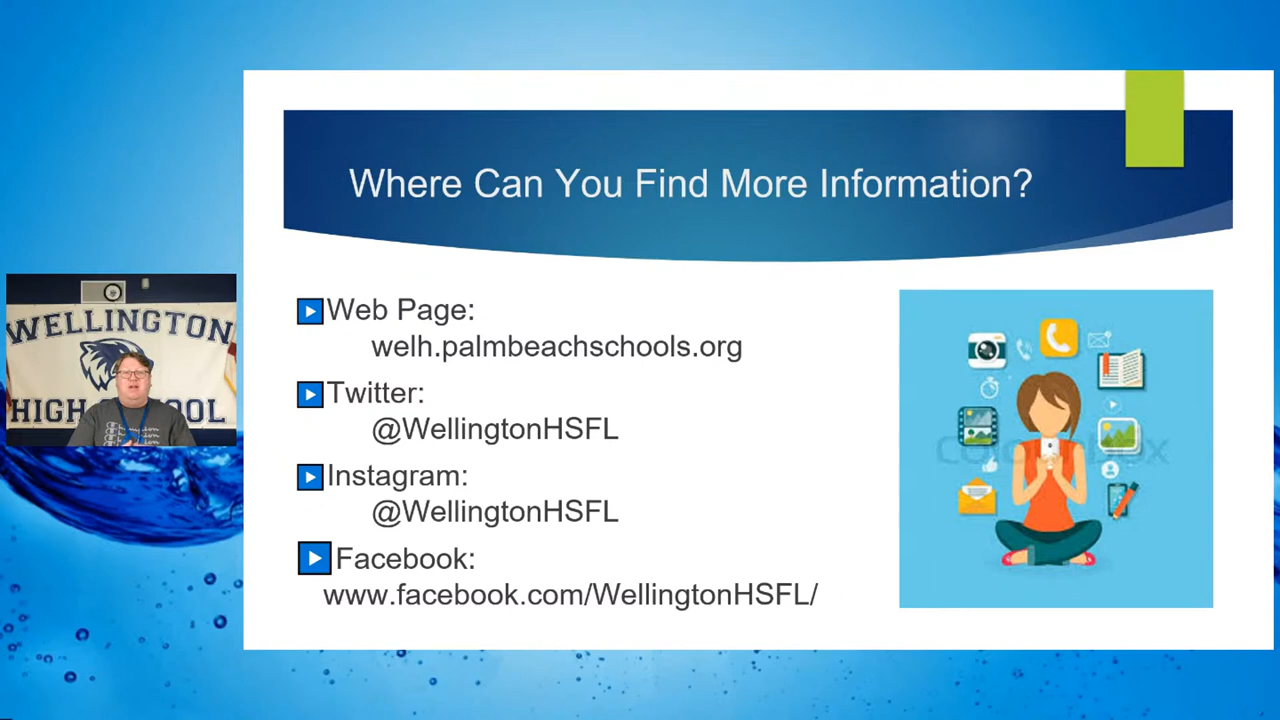 Where Can You Find More Information?
WELLINGTON
HIGH SCHOOL
Web Page:
welh.palmbeachschools.org
Twitter:
@WellingtonHSFL
Instagram:
@WellingtonHSFL
Facebook:
www.facebook.com/WellingtonHSFL/